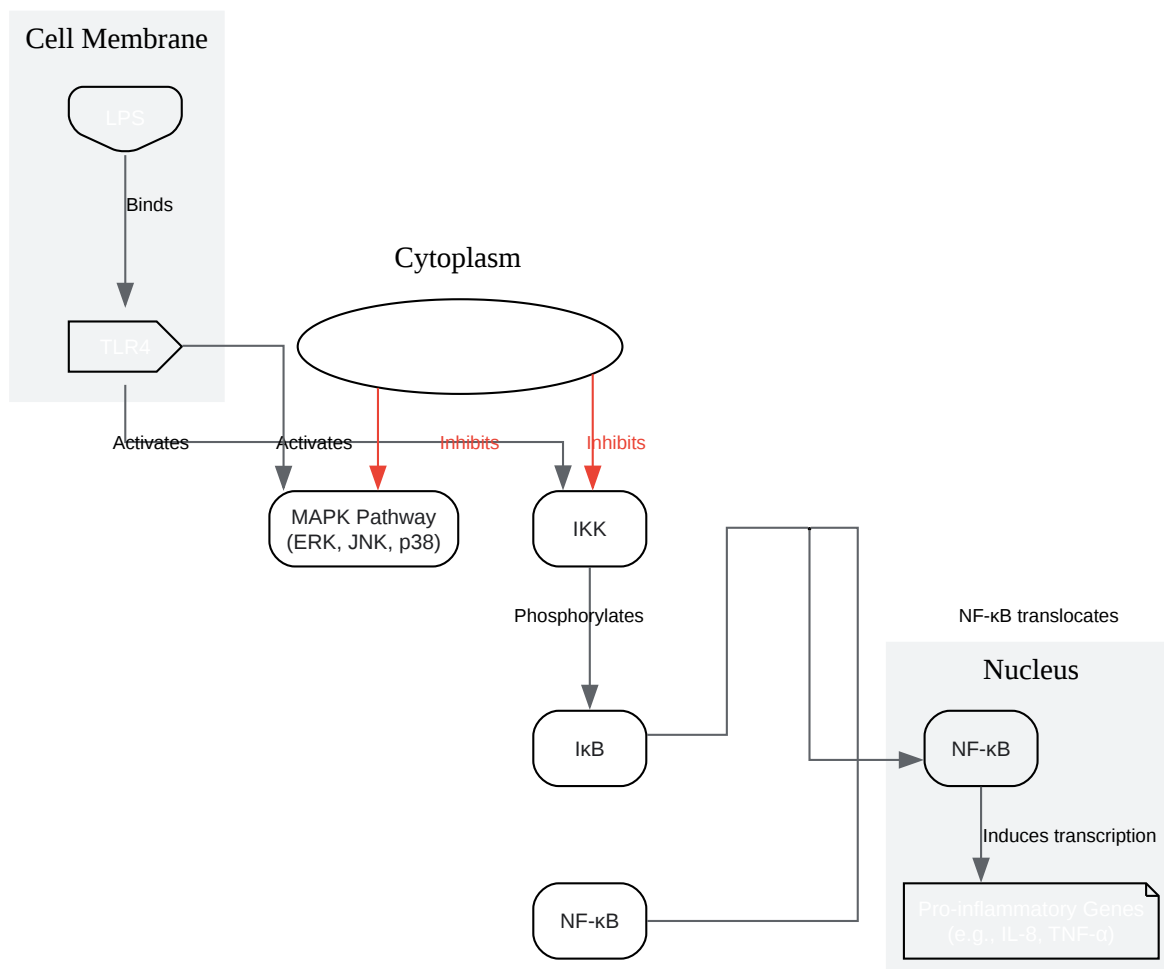 Cell Membrane
LPS
Binds
Cytoplasm
TLR4
Activates
Activates
Inhibits
Inhibits
MAPK Pathway
(ERK, JNK, p38)
IKK
Phosphorylates
NF-κB translocates
Nucleus
IκB
NF-κB
Induces transcription
NF-κB
Pro-inflammatory Genes
(e.g., IL-8, TNF-α)